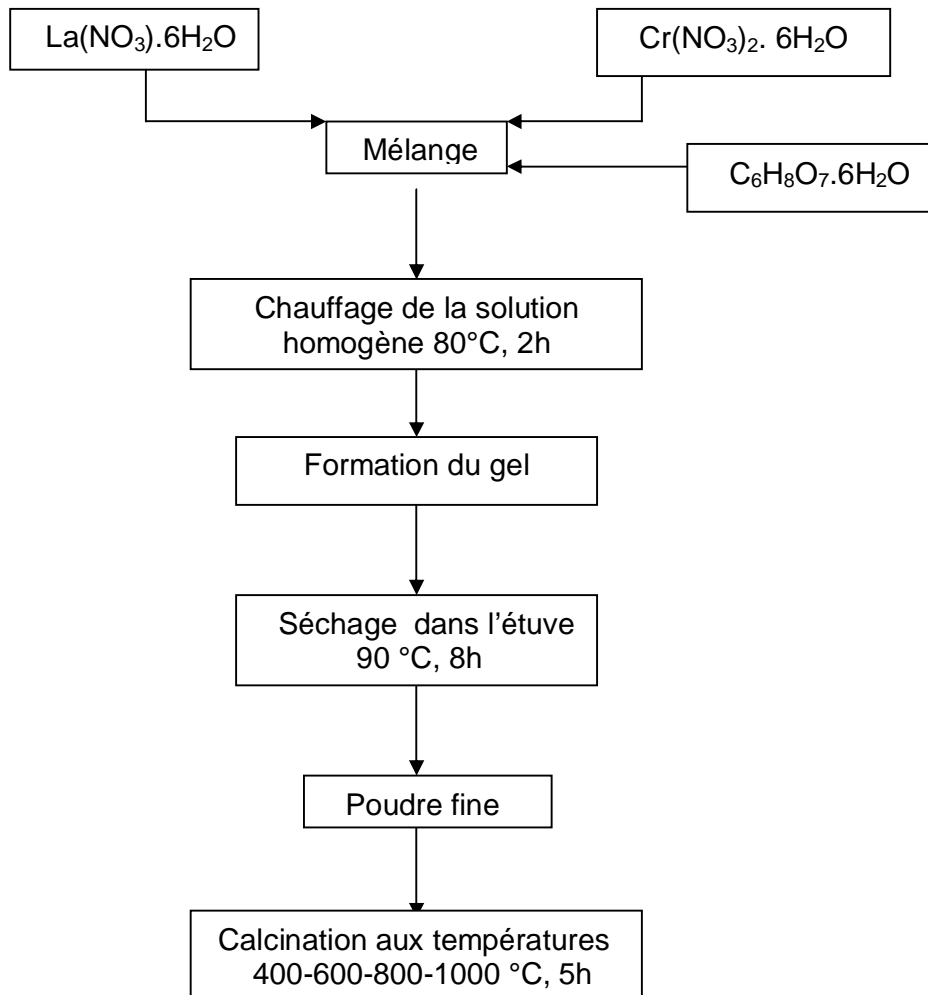 La(NO₃).6H₂O
Cr(NO₃)₂. 6H₂O
Mélange
C₆H₈O₇.6H₂O
Chauffage de la solution
homogène 80°C, 2h
Formation du gel
Séchage dans l’étuve
90 °C, 8h
Poudre fine
Calcination aux températures
400-600-800-1000 °C, 5h